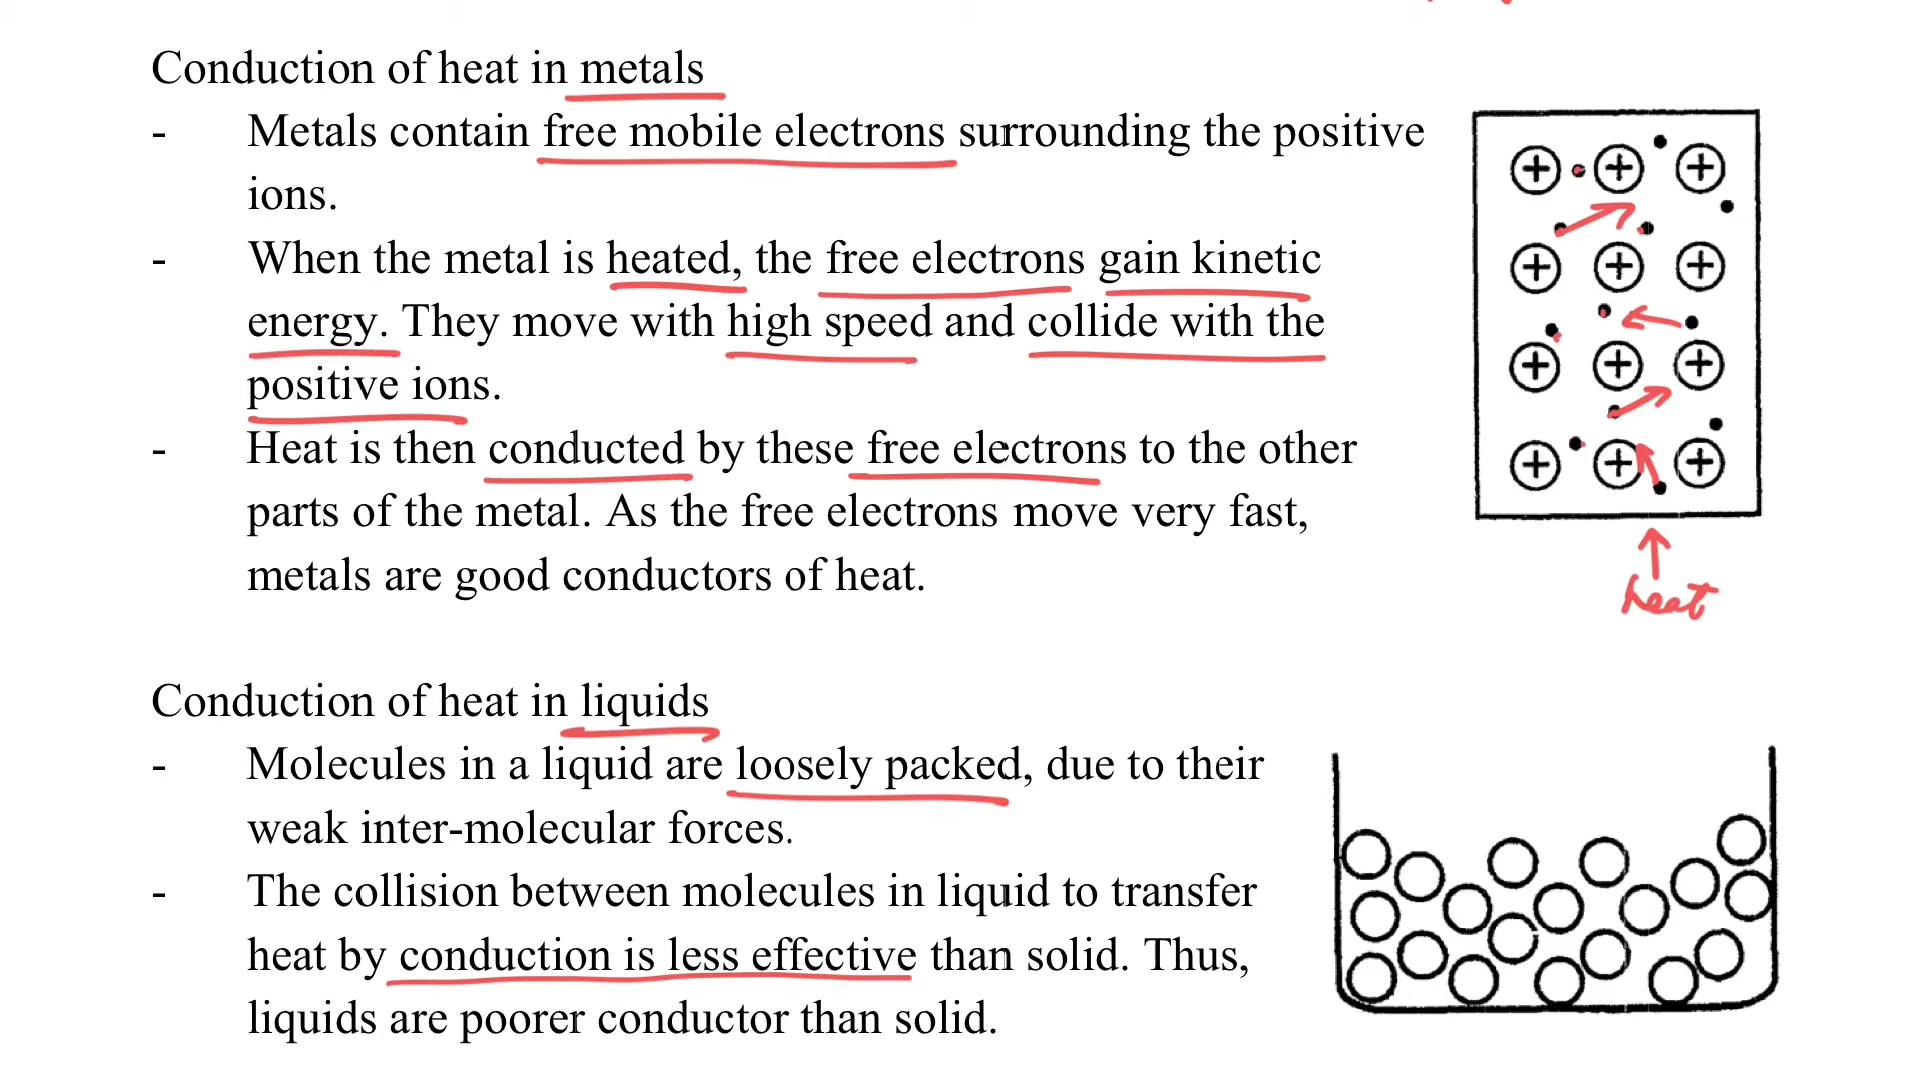 Conduction of heat in metals
- Metals contain free mobile electrons surrounding the positive
ions.
- When the metal is heated, the free electrons gain kinetic
energy. They move with high speed and collide with the
positive ions.
- Heat is then conducted by these free electrons to the other
parts of the metal. As the free electrons move very fast,
metals are good conductors of heat.
heat
Conduction of heat in liquids
- Molecules in a liquid are loosely packed, due to their
weak inter-molecular forces.
- The collision between molecules in liquid to transfer
heat by conduction is less effective than solid. Thus,
liquids are poorer conductor than solid.